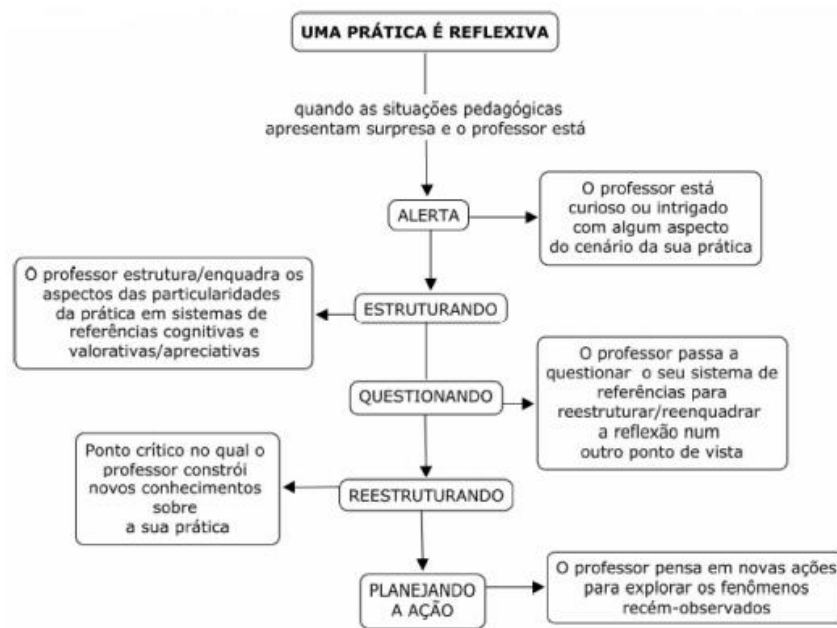 UMA PRÁTICA É REFLEXIVA
quando as situações pedagógicas
apresentam surpresa e o professor está
ALERTA
O professor está
curioso ou intrigado
com algum aspecto
do cenário da sua prática
O professor estrutura/enquadra os
aspectos das particularidades
da prática em sistemas de
referências cognitivas e
valorativas/apreciativas
ESTRUTURANDO
QUESTIONANDO
O professor passa a
questionar o seu sistema de
referências para
reestruturar/reenquadrar
a reflexão num
outro ponto de vista
Ponto crítico no qual o
professor constrói
novos conhecimentos
sobre
a sua prática
REESTRUTURANDO
PLANEJANDO
A AÇÃO
O professor pensa em novas ações
para explorar os fenômenos
recém-observados